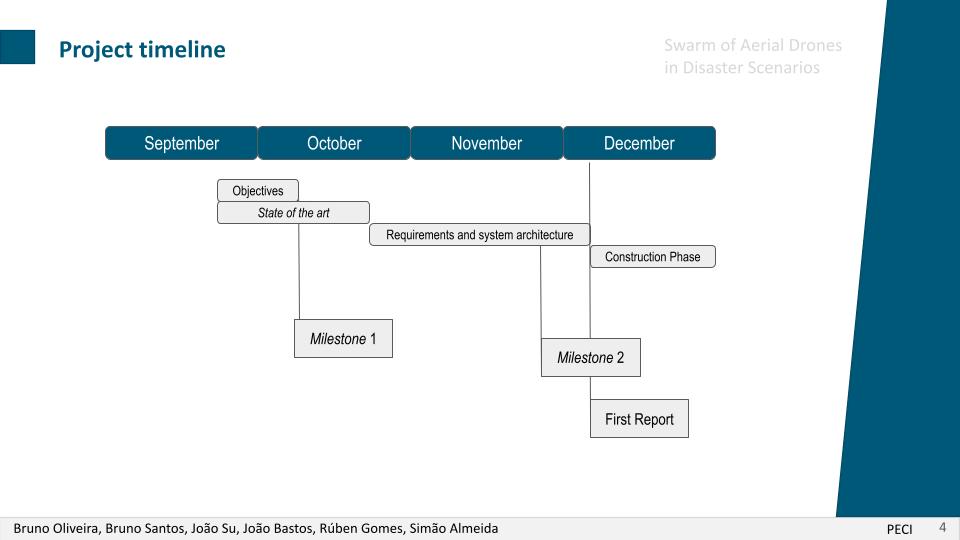 Project timeline
Swarm of Aerial Drones
in Disaster Scenarios
September
October
November
December
Objectives
State of the art
Requirements and system architecture
Construction Phase
Milestone 1
Milestone 2
First Report
Bruno Oliveira, Bruno Santos, João Su, João Bastos, Rúben Gomes, Simão Almeida
PECI
4